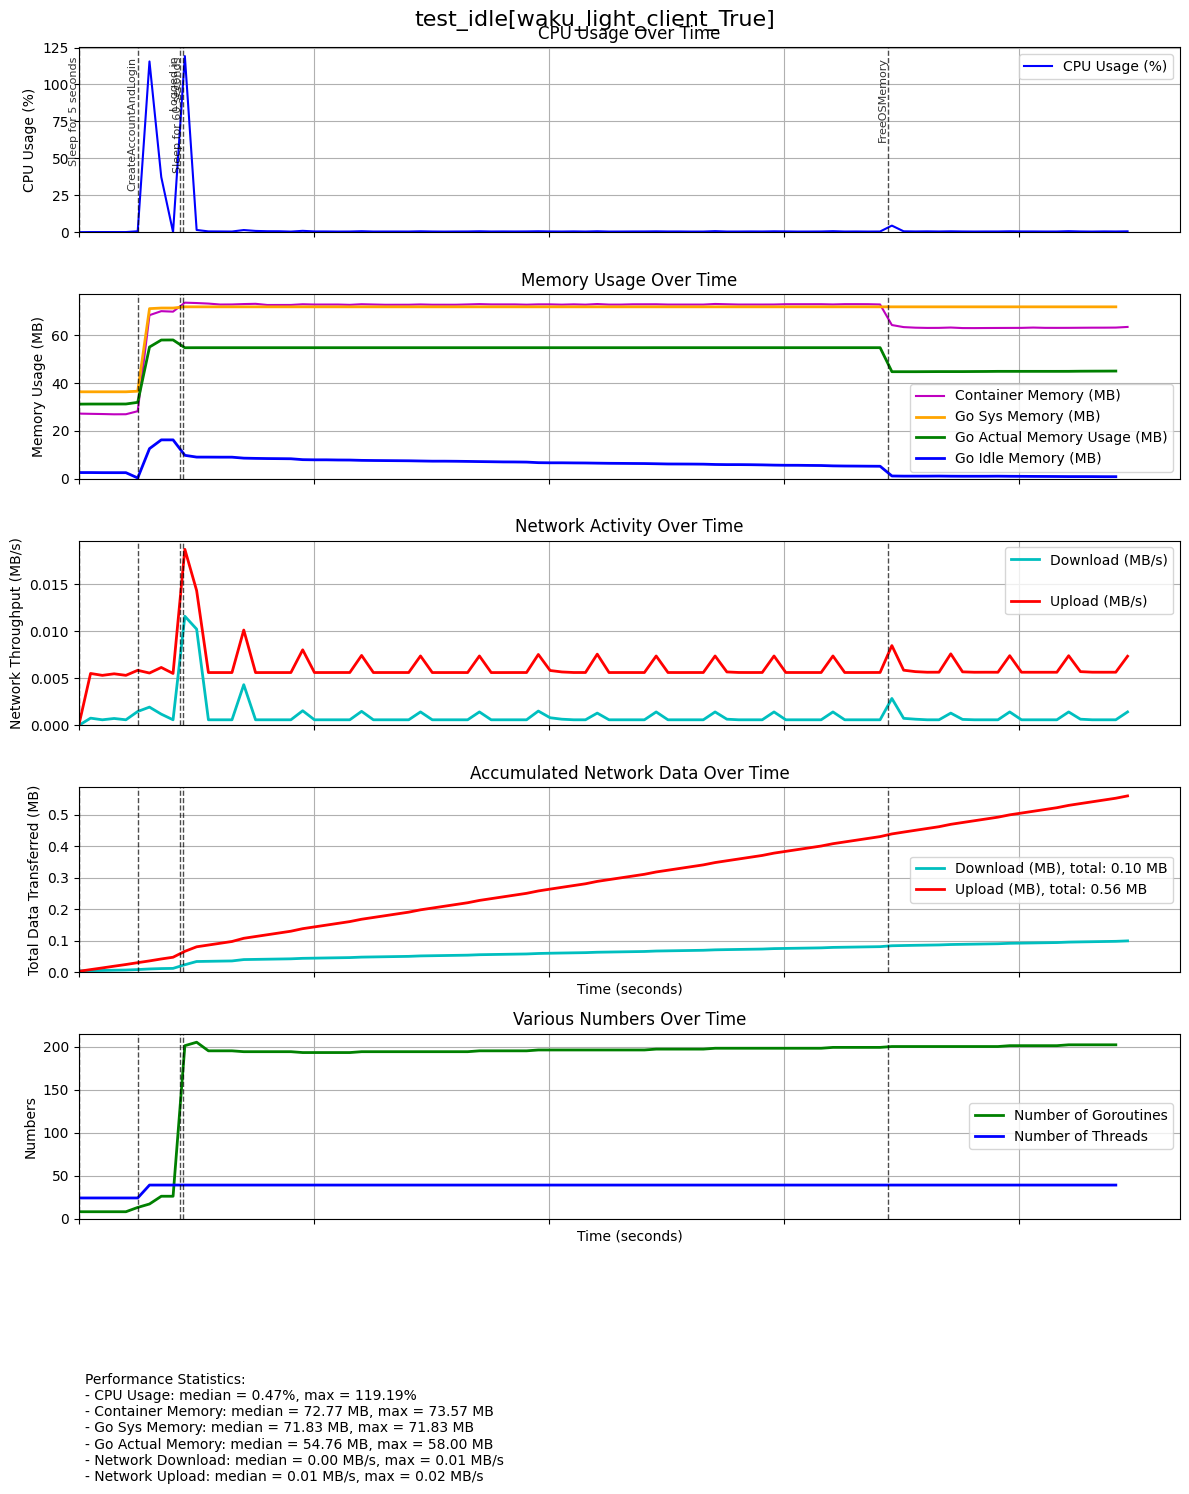 test_idle[waku_light_client_True]
CPU Usage Over Time
CPU Usage (%)
125
100
75
50
25
0
Sleep for 5 seconds
CreateAccountAndLogin
Logged in
Sleep for 60 seconds
FreeOSMemory
CPU Usage (%)
Memory Usage Over Time
Memory Usage (MB)
60
40
20
0
Container Memory (MB)
Go Sys Memory (MB)
Go Actual Memory Usage (MB)
Go Idle Memory (MB)
Network Activity Over Time
Network Throughput (MB/s)
0.015
0.010
0.005
0.000
Download (MB/s)
Upload (MB/s)
Accumulated Network Data Over Time
Total Data Transferred (MB)
0.5
0.4
0.3
0.2
0.1
0.0
Download (MB), total: 0.10 MB
Upload (MB), total: 0.56 MB
Time (seconds)
Various Numbers Over Time
Numbers
200
150
100
50
0
Number of Goroutines
Number of Threads
Time (seconds)
Performance Statistics:
- CPU Usage: median = 0.47%, max = 119.19%
- Container Memory: median = 72.77 MB, max = 73.57 MB
- Go Sys Memory: median = 71.83 MB, max = 71.83 MB
- Go Actual Memory: median = 54.76 MB, max = 58.00 MB
- Network Download: median = 0.00 MB/s, max = 0.01 MB/s
- Network Upload: median = 0.01 MB/s, max = 0.02 MB/s